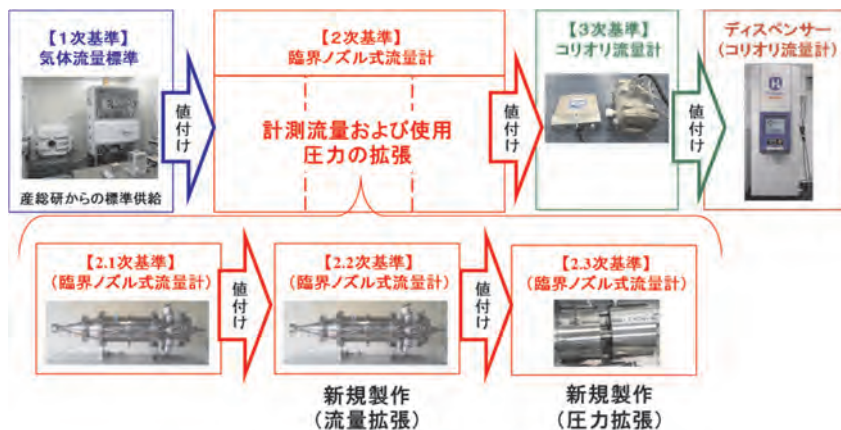 【1次基準】
気体流量標準
産総研からの標準供給
値付け
【2次基準】
臨界ノズル式流量計
計測流量および使用
圧力の拡張
値付け
【3次基準】
コリオリ流量計
値付け
ディスペンサー
(コリオリ流量計)
【2.1次基準】
(臨界ノズル式流量計)
値付け
【2.2次基準】
(臨界ノズル式流量計)
新規製作
(流量拡張)
値付け
【2.3次基準】
(臨界ノズル式流量計)
新規製作
(圧力拡張)